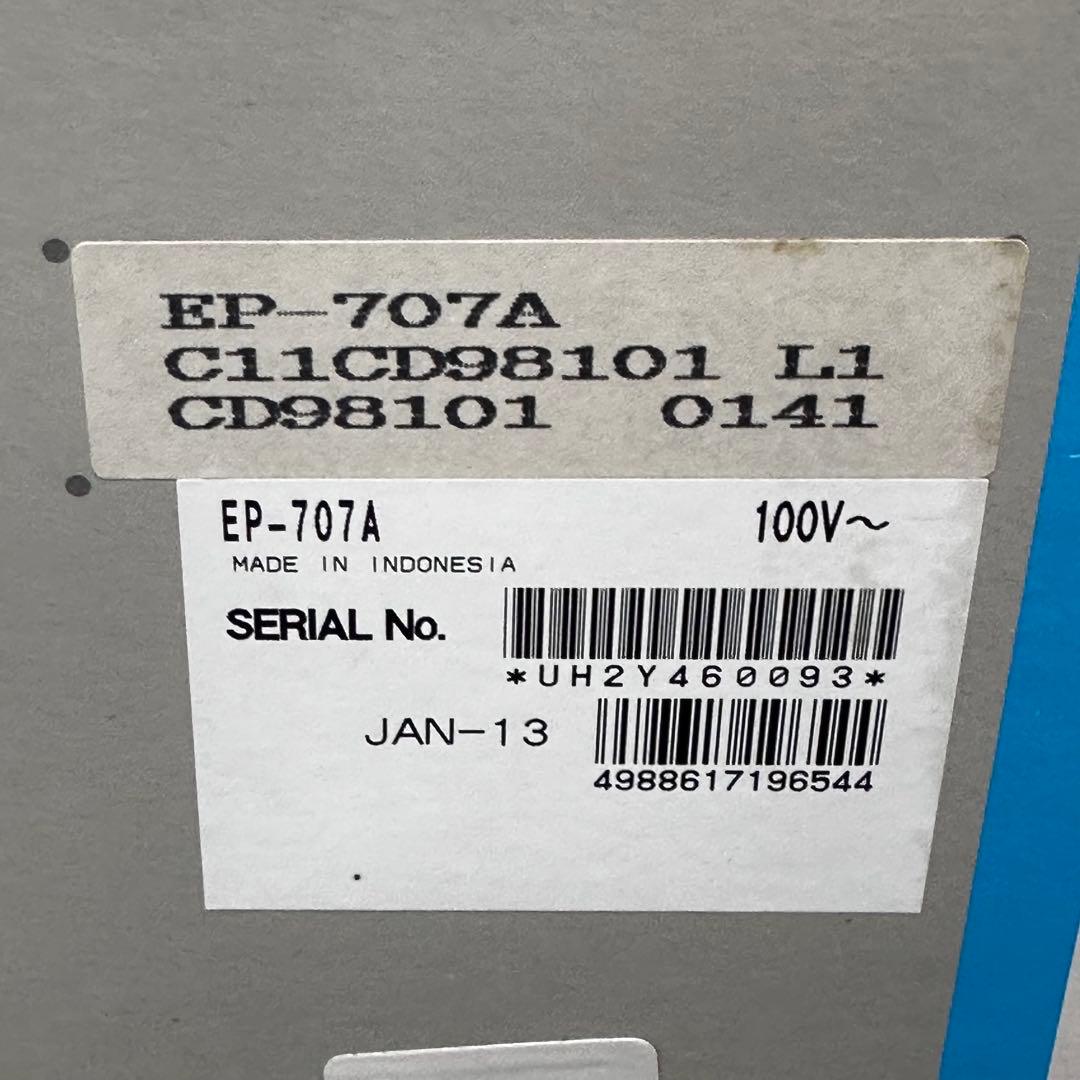 EP-707A
C11CD98101 L1
CD98101 0141
EP-707A 100V～
MADE IN INDONESIA
SERIAL No.
*UH2Y460093*
JAN-13
4988617196544